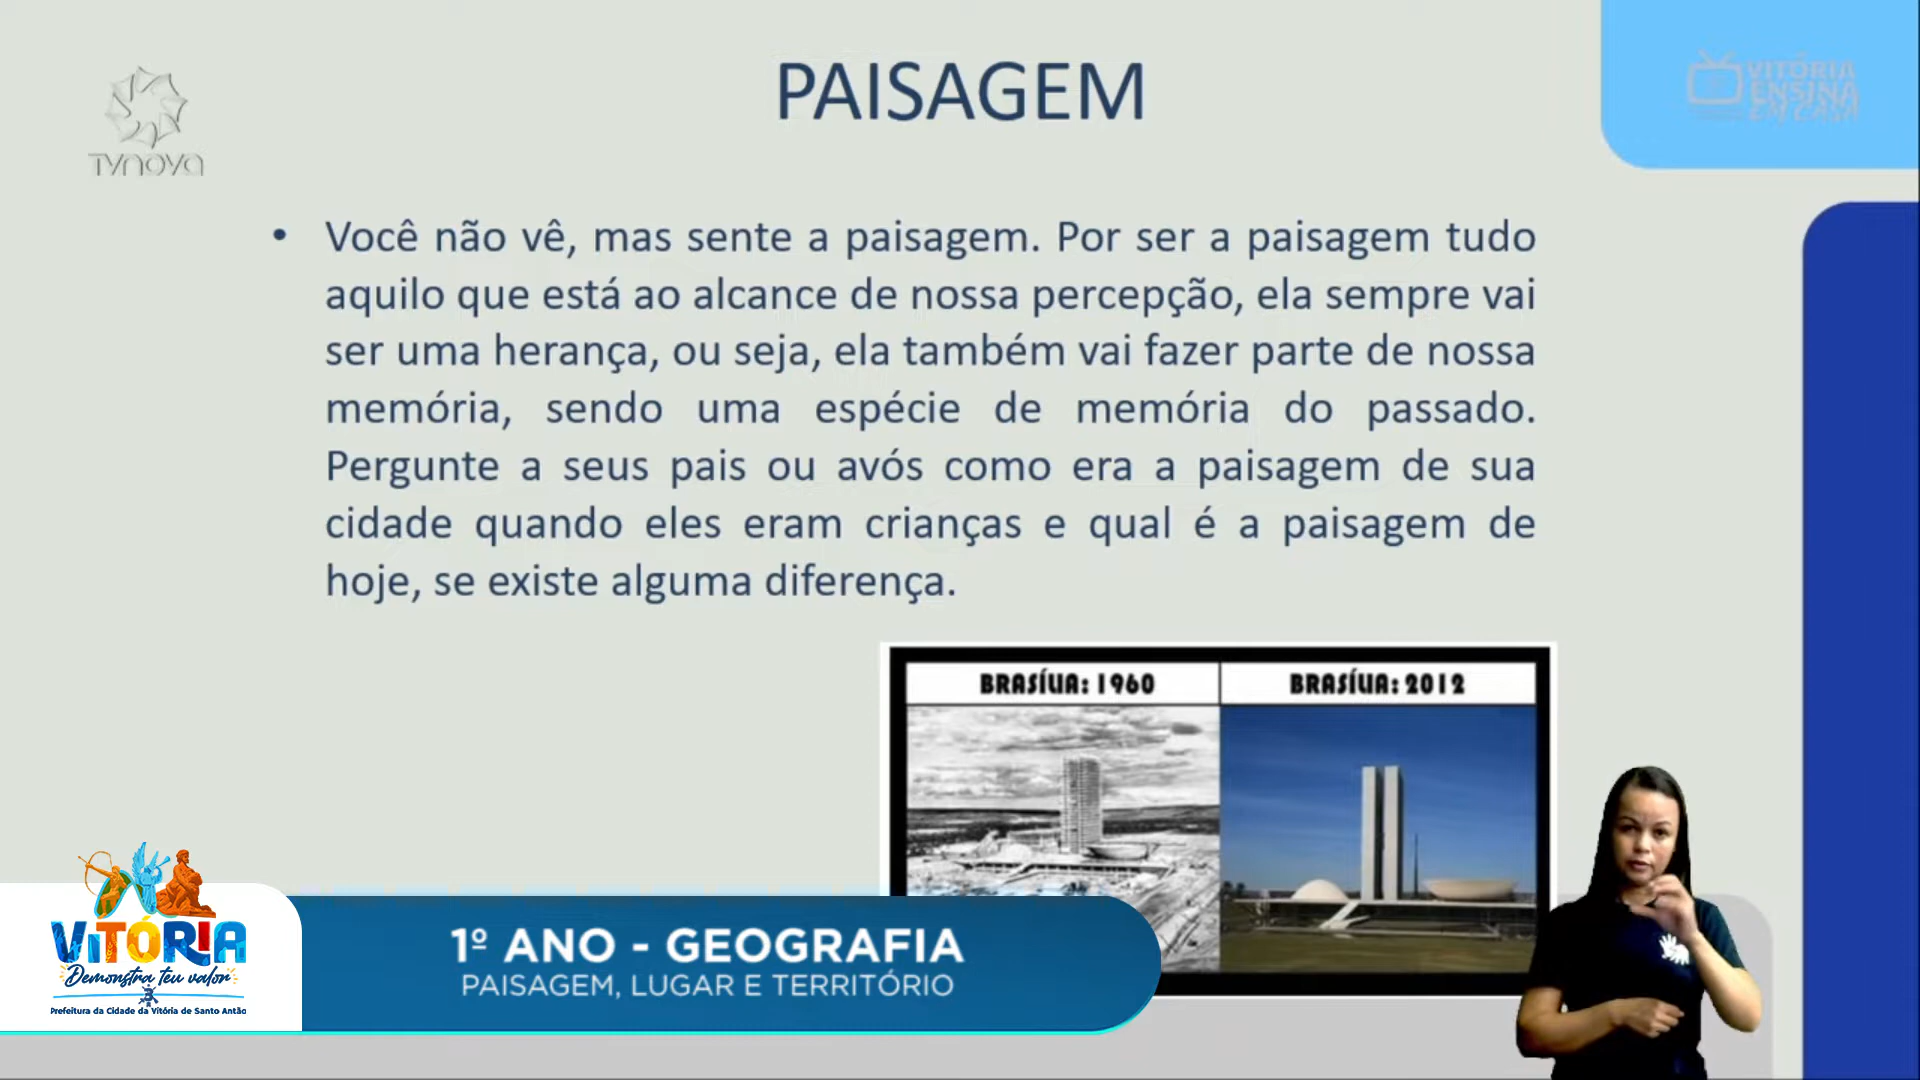 PAISAGEM
TVNOVA
VITÓRIA
ENSINA
EM CASA
• Você não vê, mas sente a paisagem. Por ser a paisagem tudo
aquilo que está ao alcance de nossa percepção, ela sempre vai
ser uma herança, ou seja, ela também vai fazer parte de nossa
memória, sendo uma espécie de memória do passado.
Pergunte a seus pais ou avós como era a paisagem de sua
cidade quando eles eram crianças e qual é a paisagem de
hoje, se existe alguma diferença.
BRASÍLIA: 1960
BRASÍLIA: 2012
VITÓRIA
Demonstra teu valor
Prefeitura da Cidade da Vitória de Santo Antão
1º ANO - GEOGRAFIA
PAISAGEM, LUGAR E TERRITÓRIO